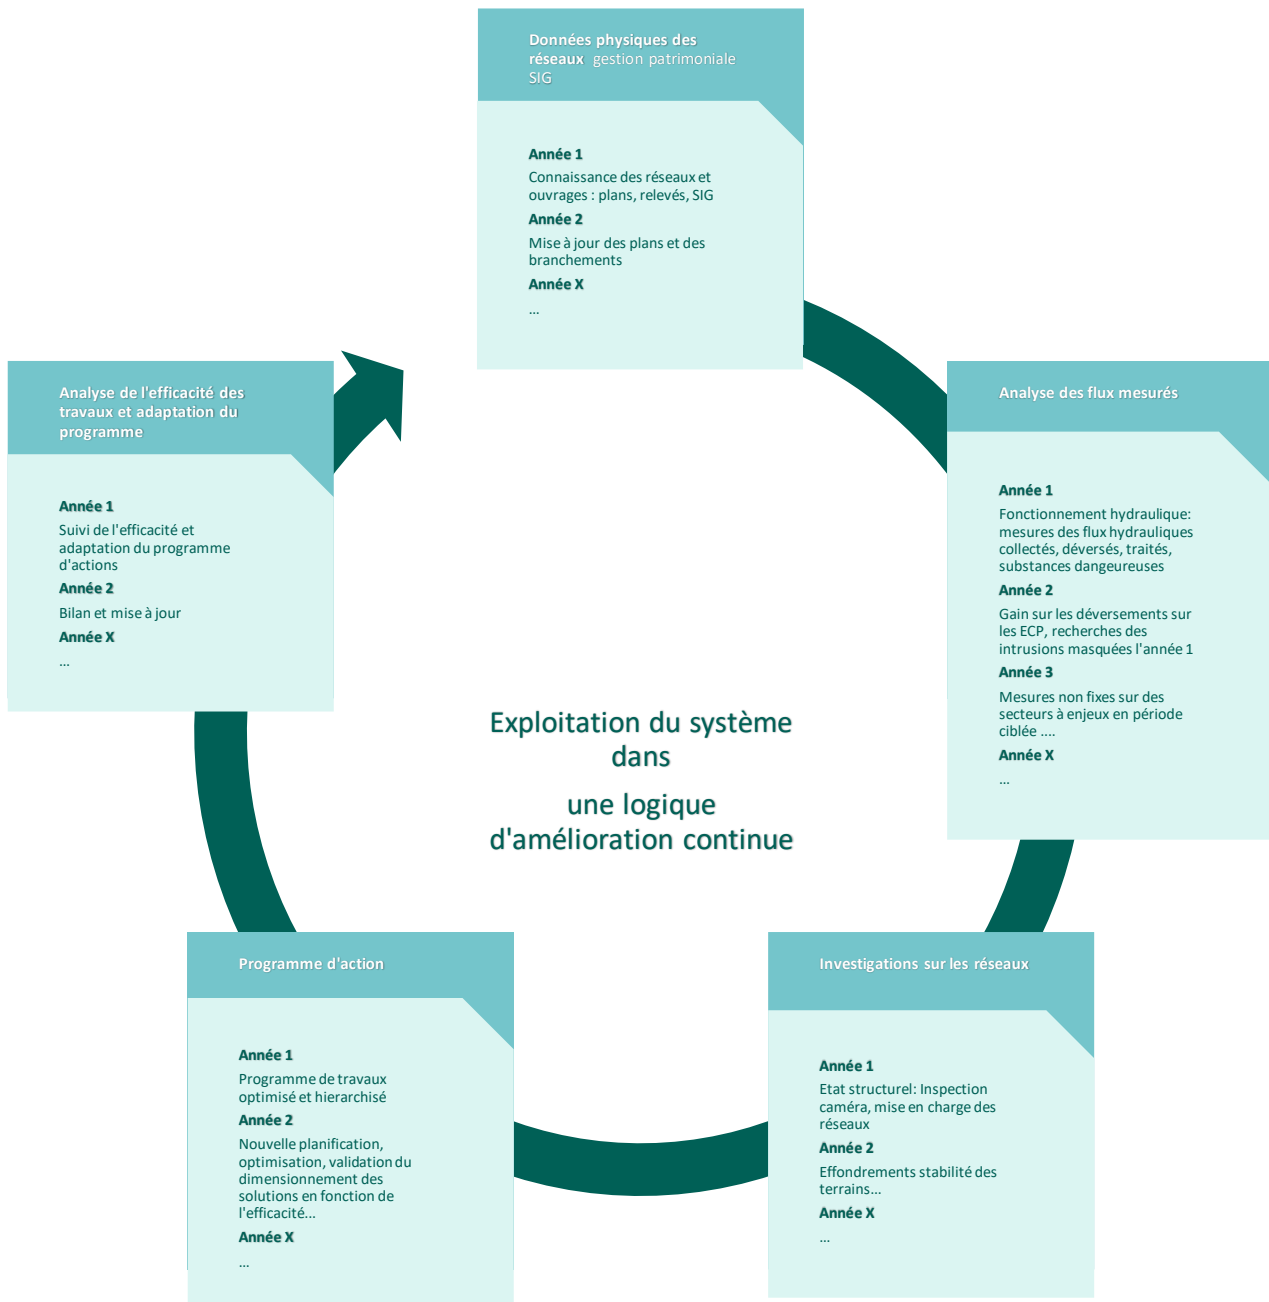 Données physiques des
réseaux gestion patrimoniale
SIG
Année 1
Connaissance des réseaux et
ouvrages : plans, relevés, SIG
Année 2
Mise à jour des plans et des
branchements
Année X
...
Analyse des flux mesurés
Année 1
Fonctionnement hydraulique:
mesures des flux hydrauliques
collectés, déversés, traités,
substances dangeureuses
Année 2
Gain sur les déversements sur
les ECP, recherches des
intrusions masquées l'année 1
Année 3
Mesures non fixes sur des
secteurs à enjeux en période
ciblée ....
Année X
...
Investigations sur les réseaux
Année 1
Etat structurel: Inspection
caméra, mise en charge des
réseaux
Année 2
Effondrements stabilité des
terrains...
Année X
...
Programme d'action
Année 1
Programme de travaux
optimisé et hierarchisé
Année 2
Nouvelle planification,
optimisation, validation du
dimensionnement des
solutions en fonction de
l'efficacité...
Année X
...
Analyse de l'efficacité des
travaux et adaptation du
programme
Année 1
Suivi de l'efficacité et
adaptation du programme
d'actions
Année 2
Bilan et mise à jour
Année X
...
Exploitation du système
dans
une logique
d'amélioration continue